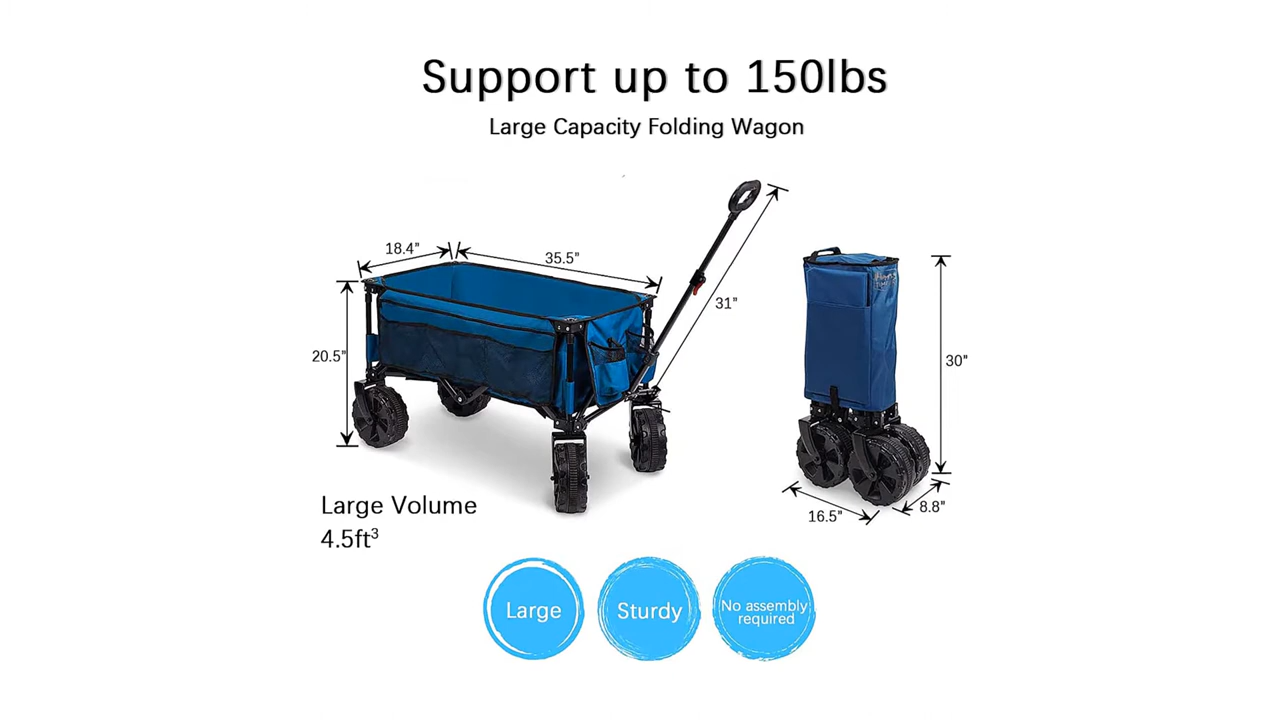 Support up to 150lbs
Large Capacity Folding Wagon
18.4”
35.5”
31”
20.5”
30”
16.5”
8.8”
Large Volume
4.5ft³
Large
Sturdy
No assembly
required